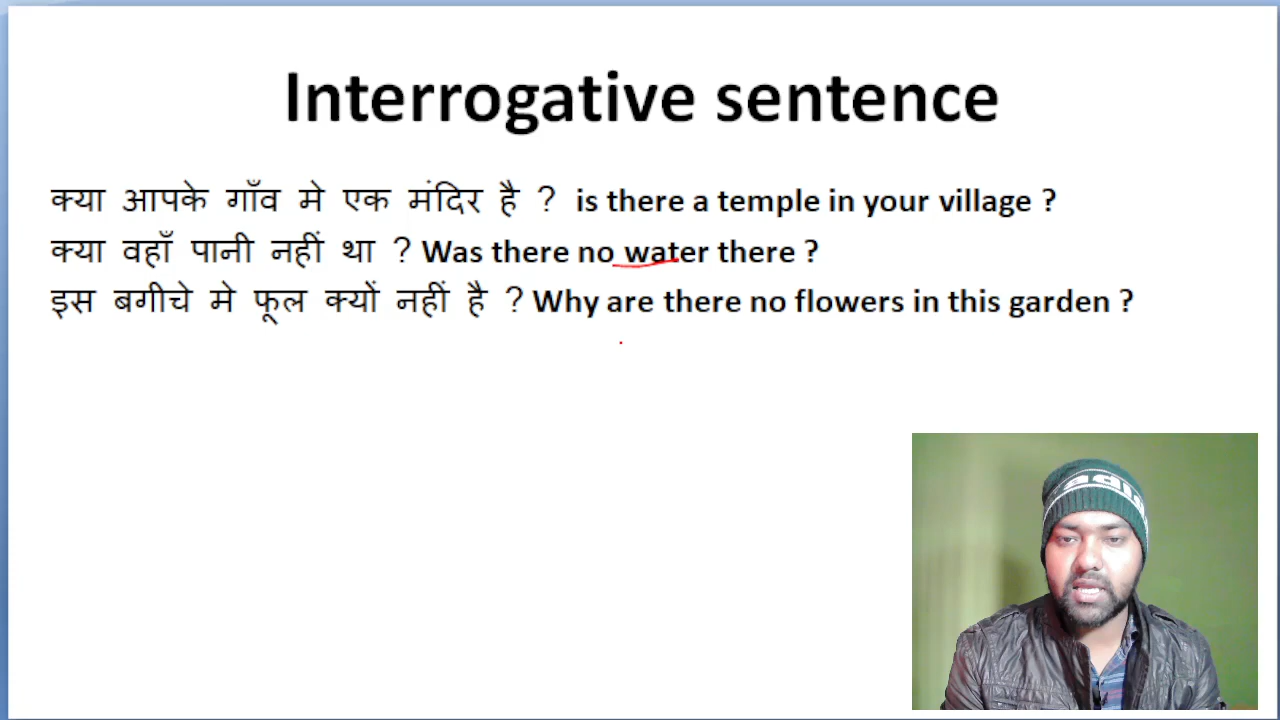 Interrogative sentence
क्या आपके गाँव मे एक मंदिर है ? is there a temple in your village ?
क्या वहाँ पानी नहीं था ? Was there no water there ?
इस बगीचे मे फूल क्यों नहीं है ? Why are there no flowers in this garden ?